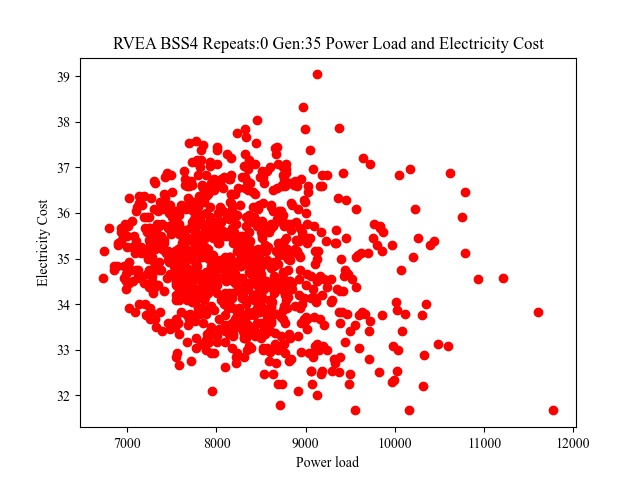 RVEA BSS4 Repeats:0 Gen:35 Power Load and Electricity Cost
39
38
37
36
35
34
33
32
Electricity Cost
7000 8000 9000 10000 11000 12000
Power load